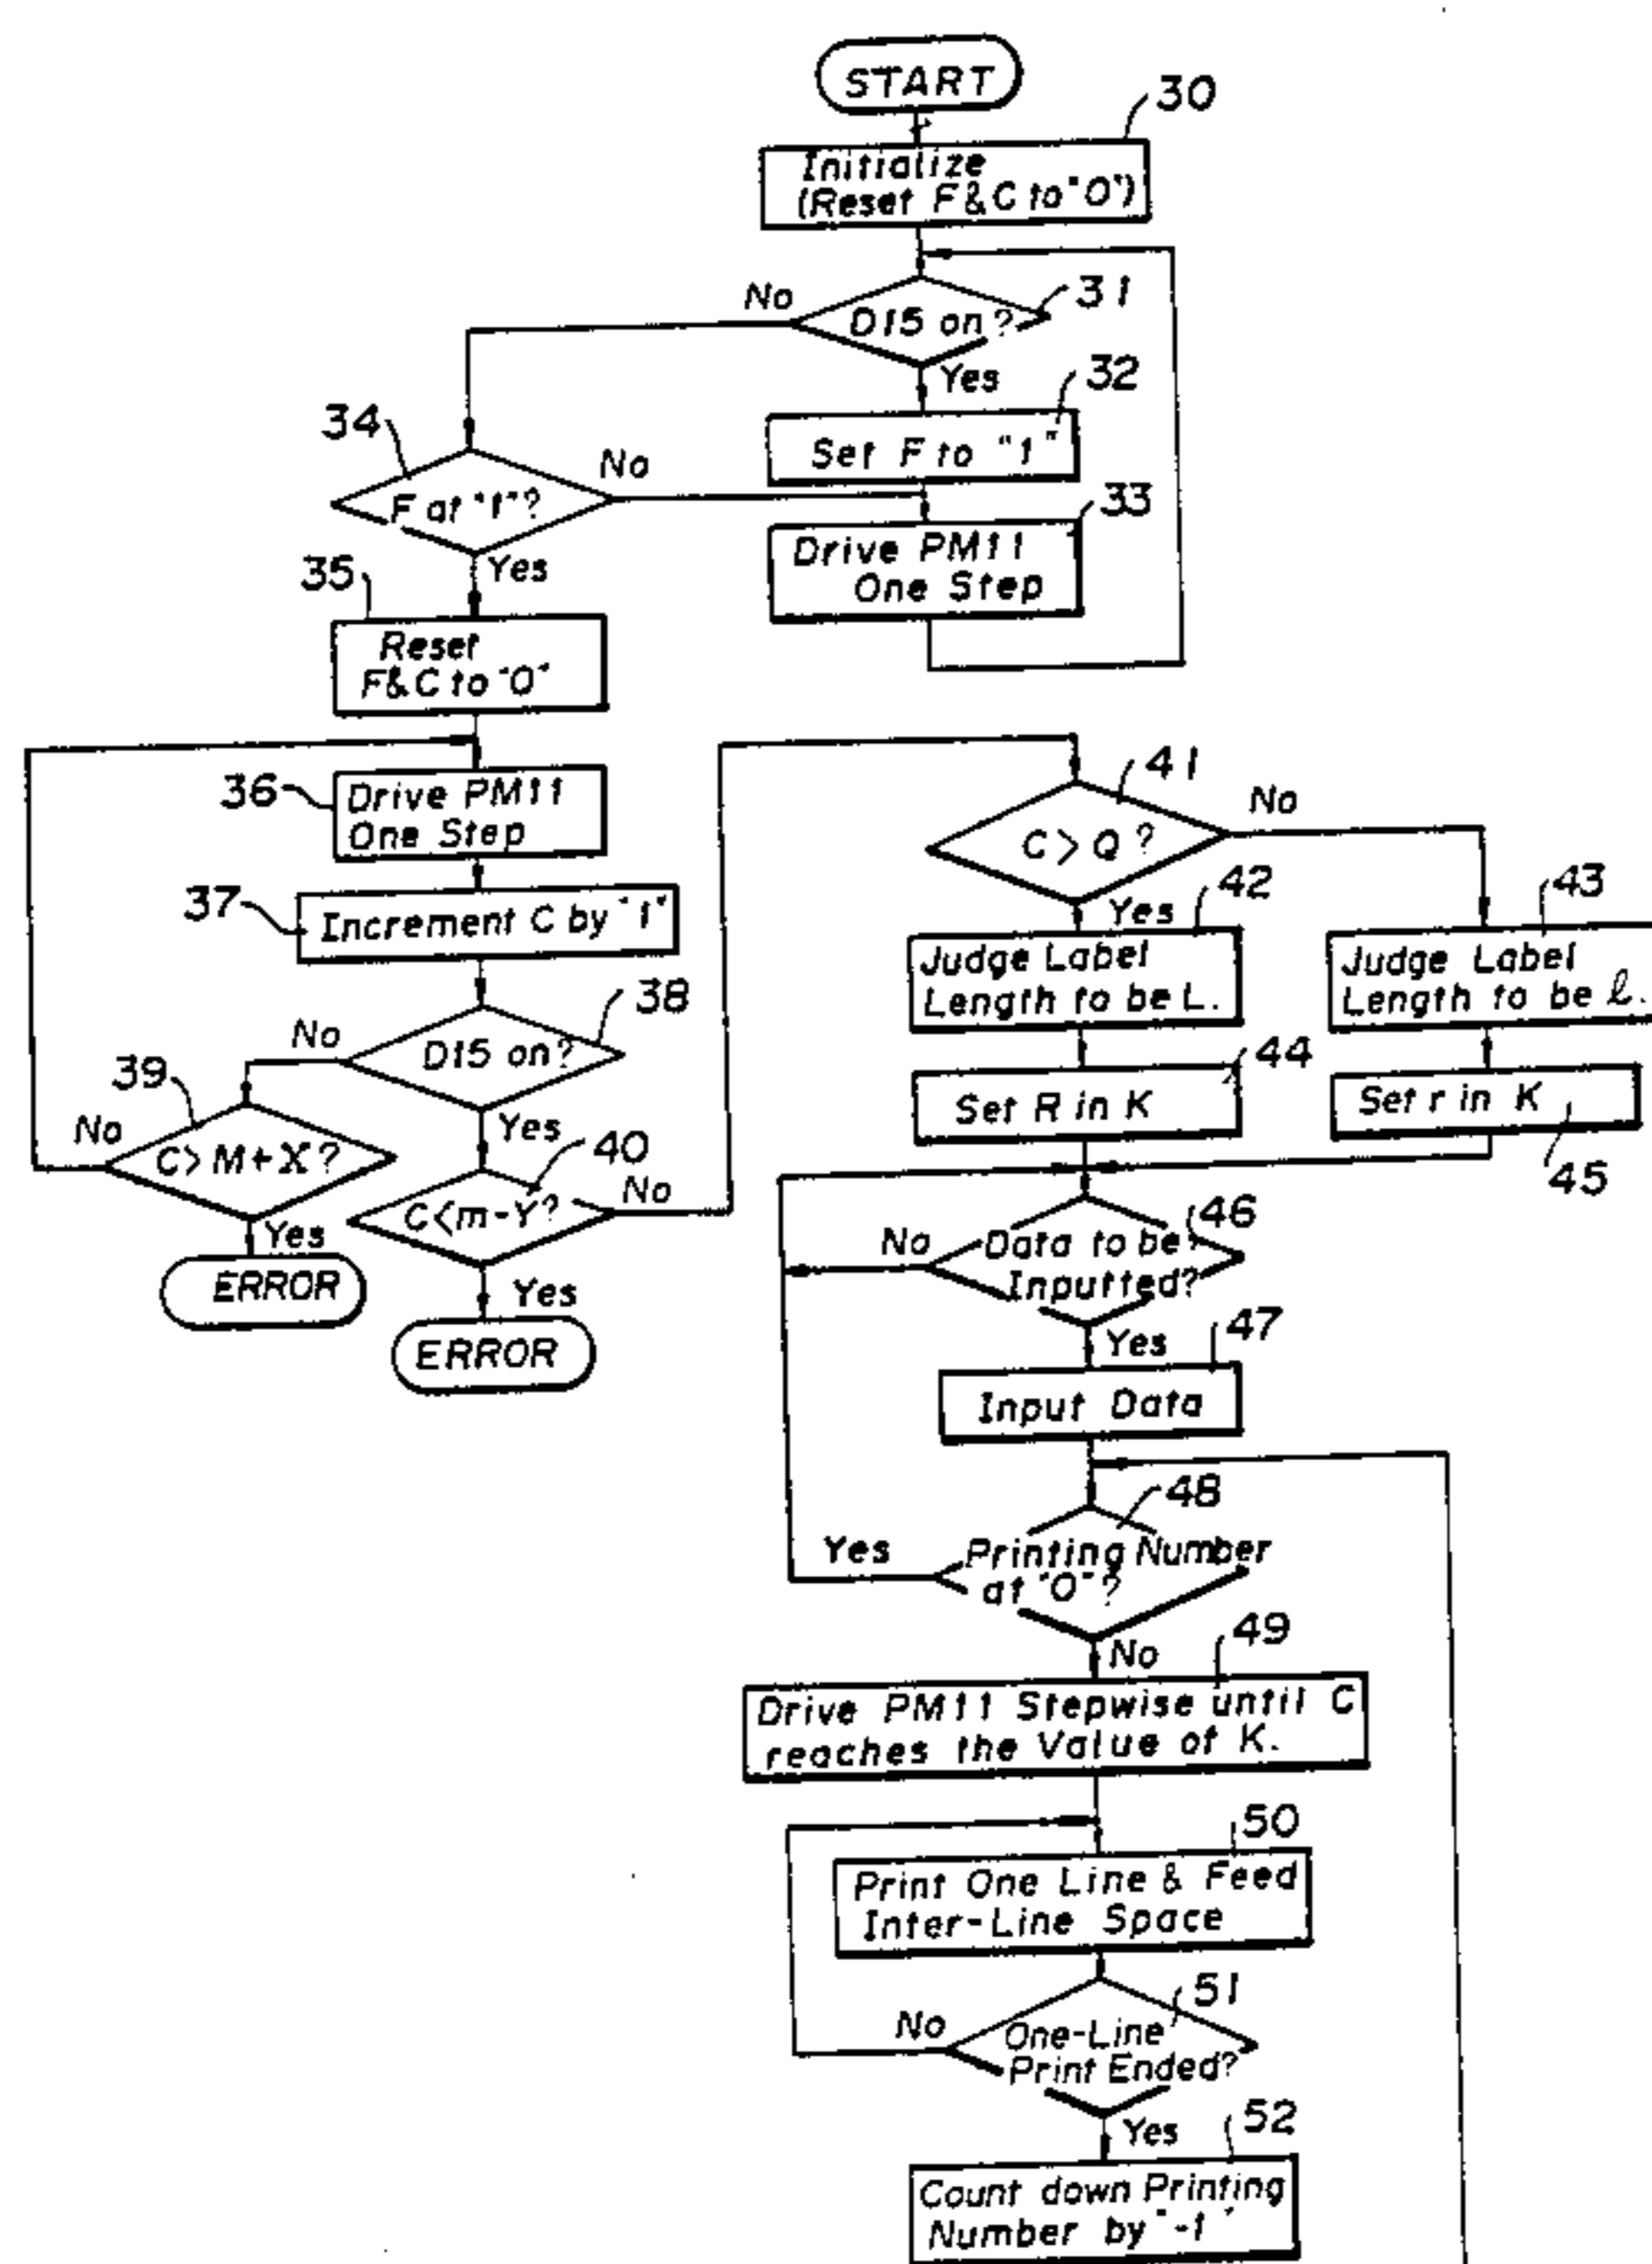 START
30
Initialize
(Reset F&C to "0")
31
No
D15 on?
Yes
32
Set F to "1"
34
No
F at "1"?
33
Drive PM11
One Step
Yes
35
Reset
F&C to "0"
36
Drive PM11
One Step
41
C > Q ?
No
37
Increment C by "1"
Yes
42
43
Judge Label
Length to be L.
Judge Label
Length to be ℓ.
38
No
D15 on?
39
44
Set R in K
Set r in K
45
No
C > M + X ?
Yes
40
C < m - Y?
No
Yes
ERROR
Yes
ERROR
46
No
Data to be
Inputted?
Yes
47
Input Data
48
Yes
Printing Number
at "0"?
No
49
Drive PM11 Stepwise until C
reaches the Value of K.
50
Print One Line & Feed
Inter-Line Space
51
No
One-Line
Print Ended?
Yes
52
Count down Printing
Number by "-1"